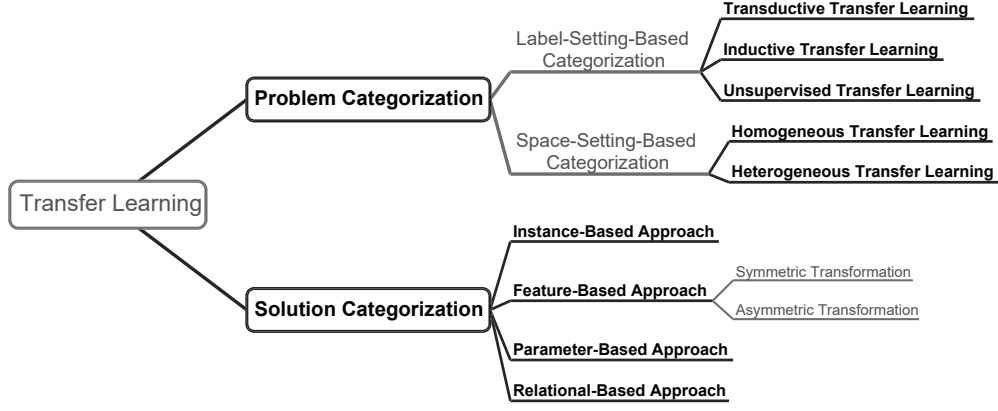 Transfer Learning
Problem Categorization
Label-Setting-Based
Categorization
Transductive Transfer Learning
Inductive Transfer Learning
Unsupervised Transfer Learning
Space-Setting-Based
Categorization
Homogeneous Transfer Learning
Heterogeneous Transfer Learning
Solution Categorization
Instance-Based Approach
Feature-Based Approach
Symmetric Transformation
Asymmetric Transformation
Parameter-Based Approach
Relational-Based Approach